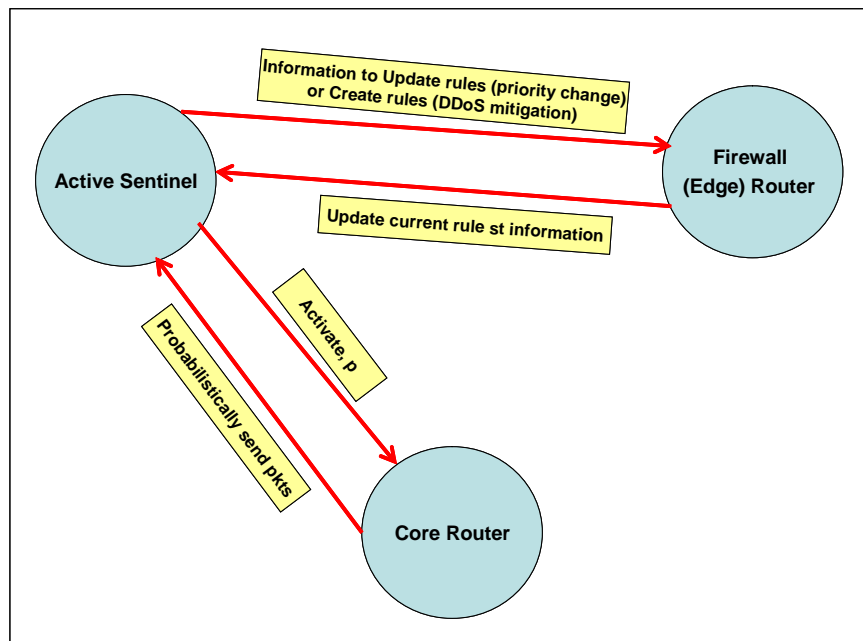 Information to Update rules (priority change)
or Create rules (DDoS mitigation)
Active Sentinel
Firewall
(Edge) Router
Update current rule st information
Activate, p
Probabilistically send pkts
Core Router